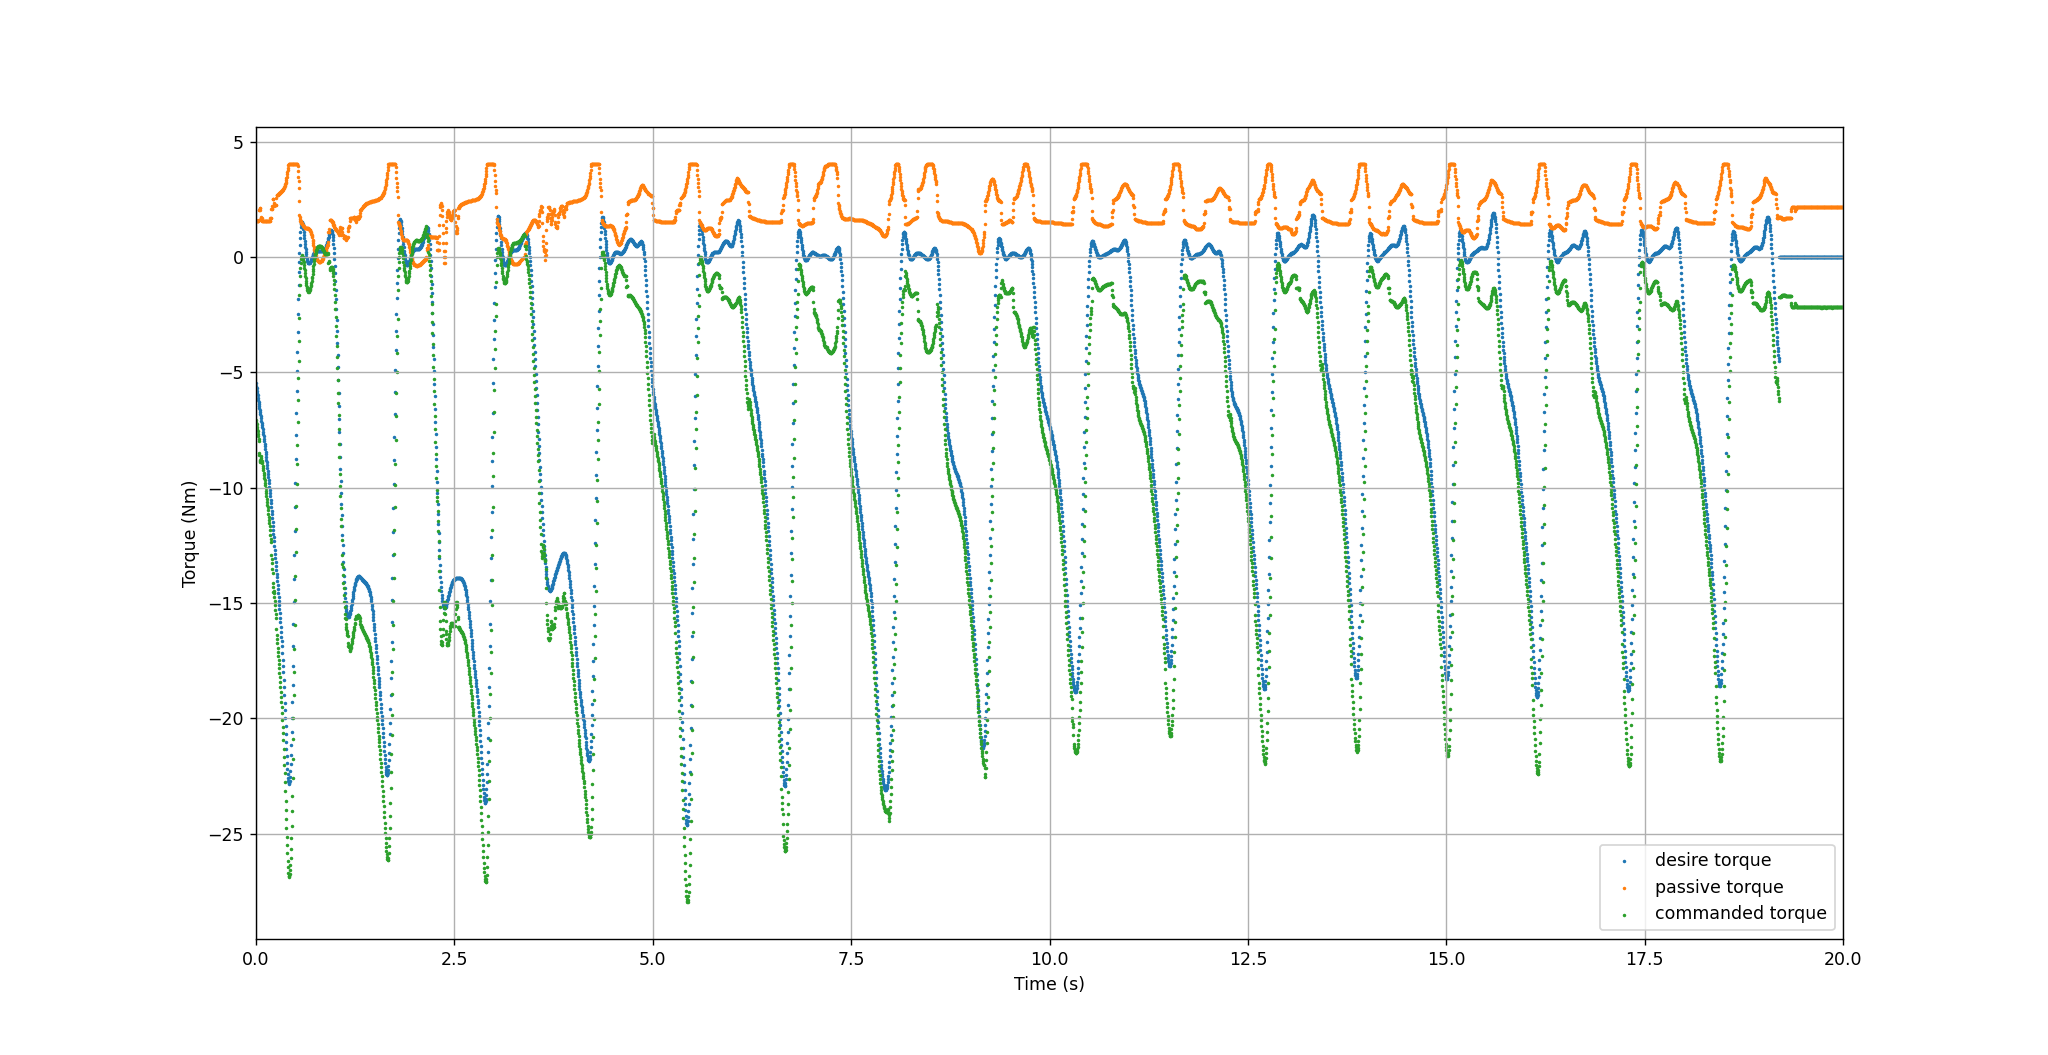 5
0
−5
−10
−15
−20
−25
Torque (Nm)
desire torque
passive torque
commanded torque
0.0 2.5 5.0 7.5 10.0 12.5 15.0 17.5 20.0
Time (s)